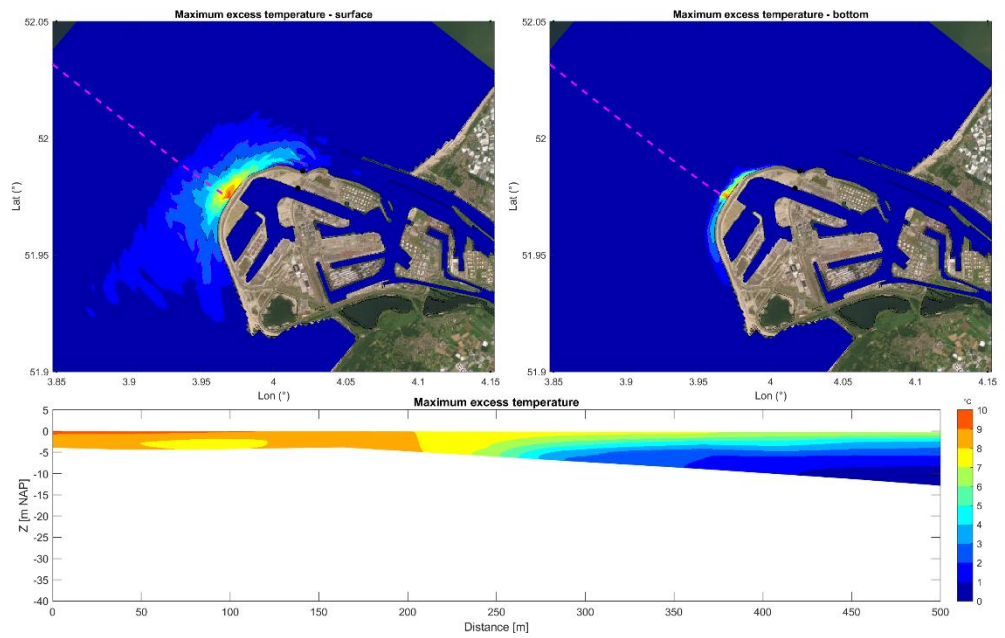 Maximum excess temperature - surface
52.05
52
51.95
51.9
Lat (°)
3.85 3.9 3.95 4 4.05 4.1 4.15
Lon (°)
Maximum excess temperature - bottom
52.05
52
51.95
51.9
Lat (°)
3.85 3.9 3.95 4 4.05 4.1 4.15
Lon (°)
Maximum excess temperature
5
0
-5
-10
-15
-20
-25
-30
-35
-40
Z [m NAP]
0 50 100 150 200 250 300 350 400 450 500
Distance [m]
°C
10
9
8
7
6
5
4
3
2
1
0